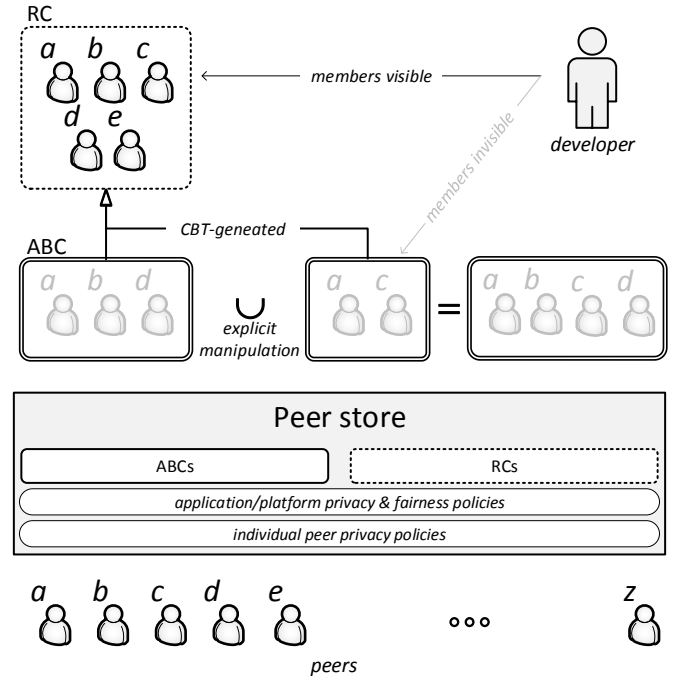 RC
a b c
d e
members visible
developer
members invisible
CBT-geneated
ABC
a b d
a c
a b c d
∪
=
explicit
manipulation
Peer store
ABCs
RCs
application/platform privacy & fairness policies
individual peer privacy policies
a b c d e z
peers